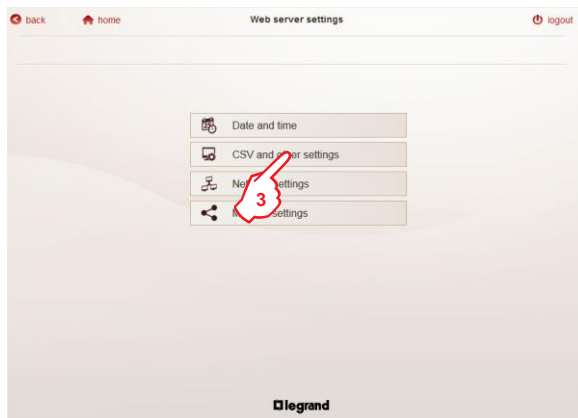 back home Web server settings logout
Date and time
CSV and settings
settings
settings
3
legrand